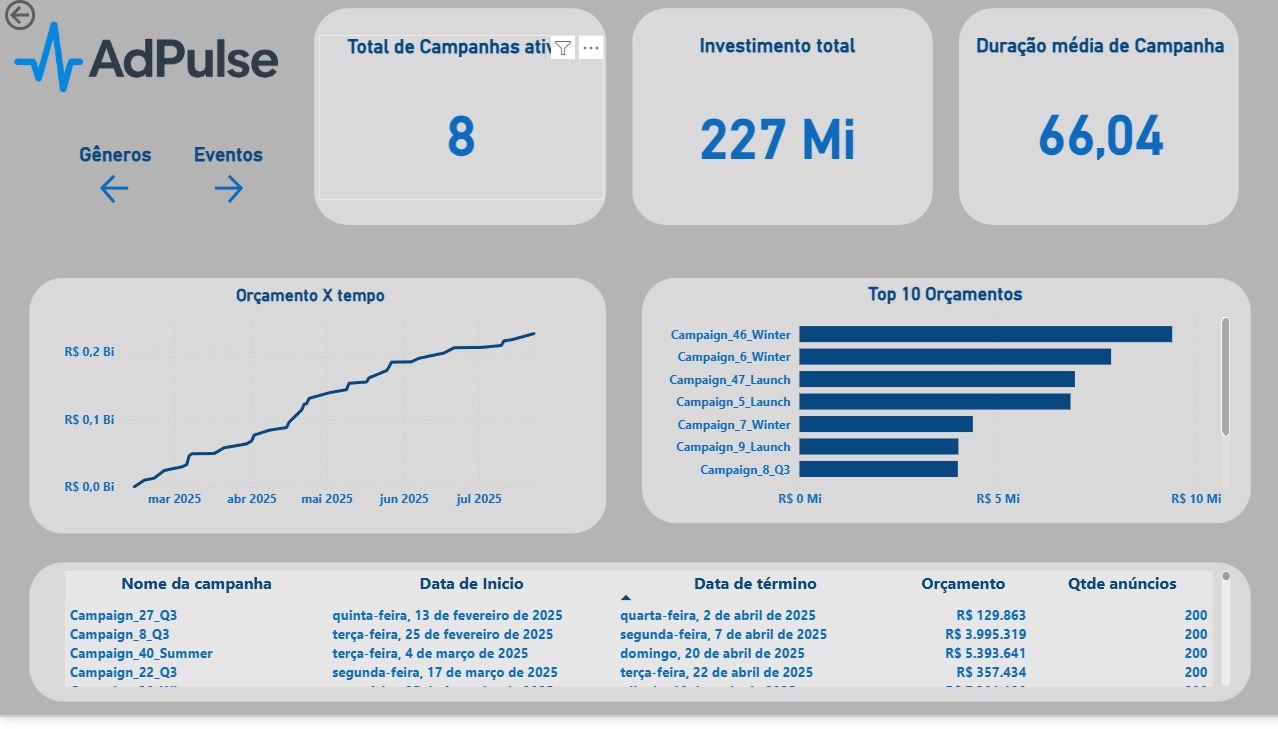 AdPulse
Gêneros Eventos
Total de Campanhas
8
Investimento total
227 Mi
Duração média de Campanha
66,04
Orçamento X tempo
R$ 0,2 Bi
R$ 0,1 Bi
R$ 0,0 Bi
mar 2025 abr 2025 mai 2025 jun 2025 jul 2025
Top 10 Orçamentos
Campaign_46_Winter
Campaign_6_Winter
Campaign_47_Launch
Campaign_5_Launch
Campaign_7_Winter
Campaign_9_Launch
Campaign_8_Q3
R$ 0 Mi R$ 5 Mi R$ 10 Mi
Nome da campanha Data de Inicio Data de término Orçamento Qtde anúncios
Campaign_27_Q3 quinta-feira, 13 de fevereiro de 2025 quarta-feira, 2 de abril de 2025 R$ 129.863 200
Campaign_8_Q3 terça-feira, 25 de fevereiro de 2025 segunda-feira, 7 de abril de 2025 R$ 3.995.319 200
Campaign_40_Summer terça-feira, 4 de março de 2025 domingo, 20 de abril de 2025 R$ 5.393.641 200
Campaign_22_Q3 segunda-feira, 17 de março de 2025 terça-feira, 22 de abril de 2025 R$ 357.434 200